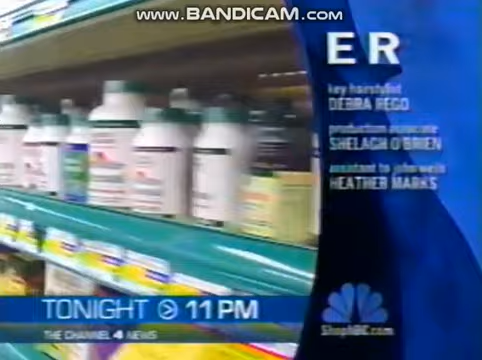 WWW.BANDICAM.COM
ER
key hairstylist
DEBRA REGO
production associate
SHELAGH O'BRIEN
assistant to john wells
HEATHER MARKS
ShopNBC.com
TONIGHT 11 PM
THE CHANNEL 4 NEWS